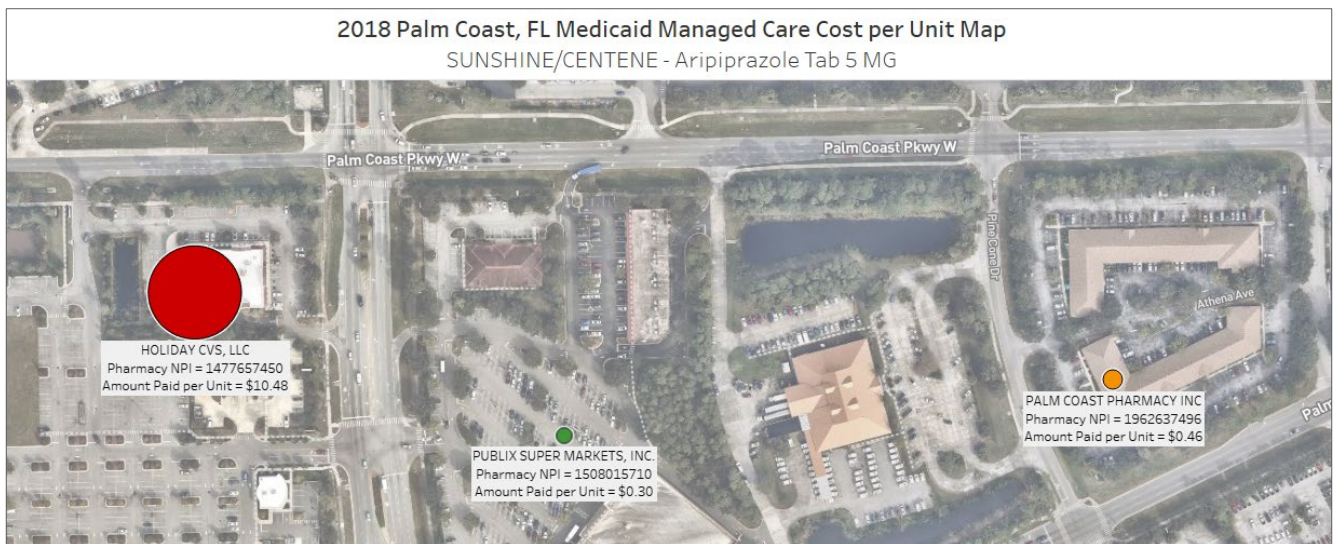 2018 Palm Coast, FL Medicaid Managed Care Cost per Unit Map
SUNSHINE/CENTENE - Aripiprazole Tab 5 MG
Palm Coast Pkwy W
Palm Coast Pkwy W
Pine Cone Dr
Athena Ave
HOLIDAY CVS, LLC
Pharmacy NPI = 1477657450
Amount Paid per Unit = $10.48
PALM COAST PHARMACY INC
Pharmacy NPI = 1962637496
Amount Paid per Unit = $0.46
Palm
PUBLIX SUPER MARKETS, INC.
Pharmacy NPI = 1508015710
Amount Paid per Unit = $0.30